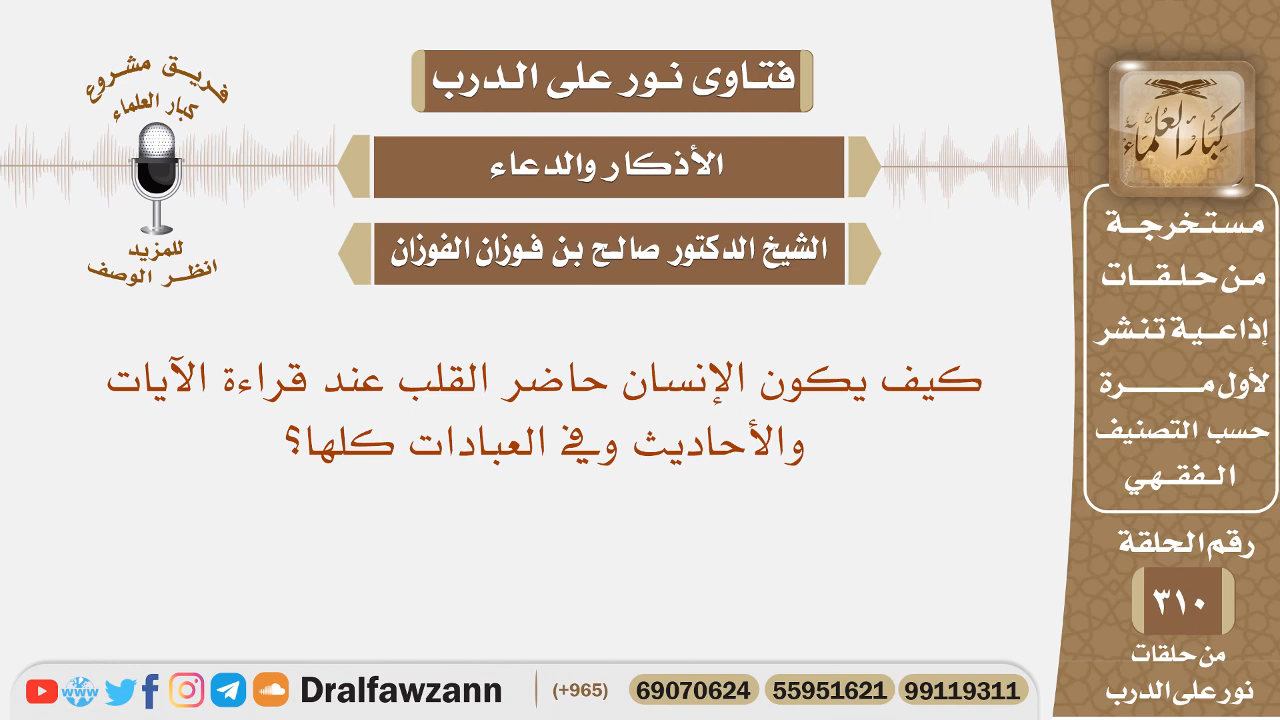 فتاوى نور على الدرب
الأذكار والدعاء
الشيخ الدكتور صالح بن فوزان الفوزان
فريق مشروع
كبار العلماء
للمزيد
انظر الوصف
كيف يكون الإنسان حاضر القلب عند قراءة الآيات
والأحاديث وفي العبادات كلها؟
كبار العلماء
مستخرجة
من حلقات
إذاعية تنشر
لأول مرة
حسب التصنيف
الفقهي
رقم الحلقة
٣١٠
من حلقات
نور على الدرب
www Dralfawzann (+965) 69070624 55951621 99119311